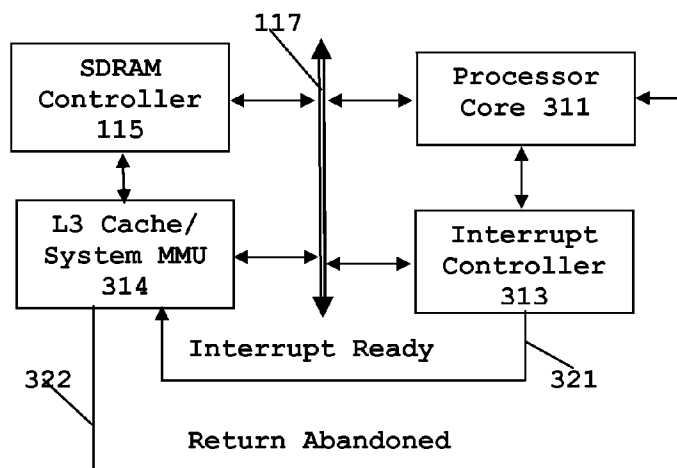 117
SDRAM
Controller
115
Processor
Core 311
L3 Cache/
System MMU
314
Interrupt
Controller
313
Interrupt Ready
322
321
Return Abandoned